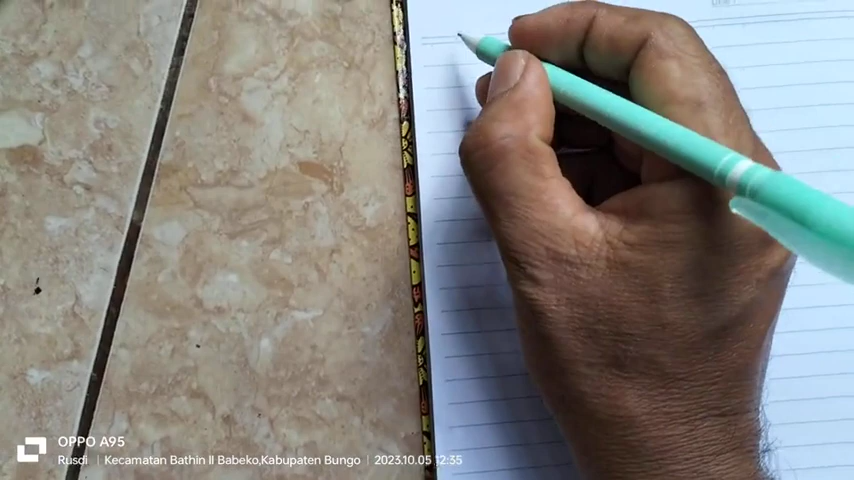 OPPO A95
Rusdi | Kecamatan Bathin II Babeko,Kabupaten Bungo | 2023.10.05 12:35